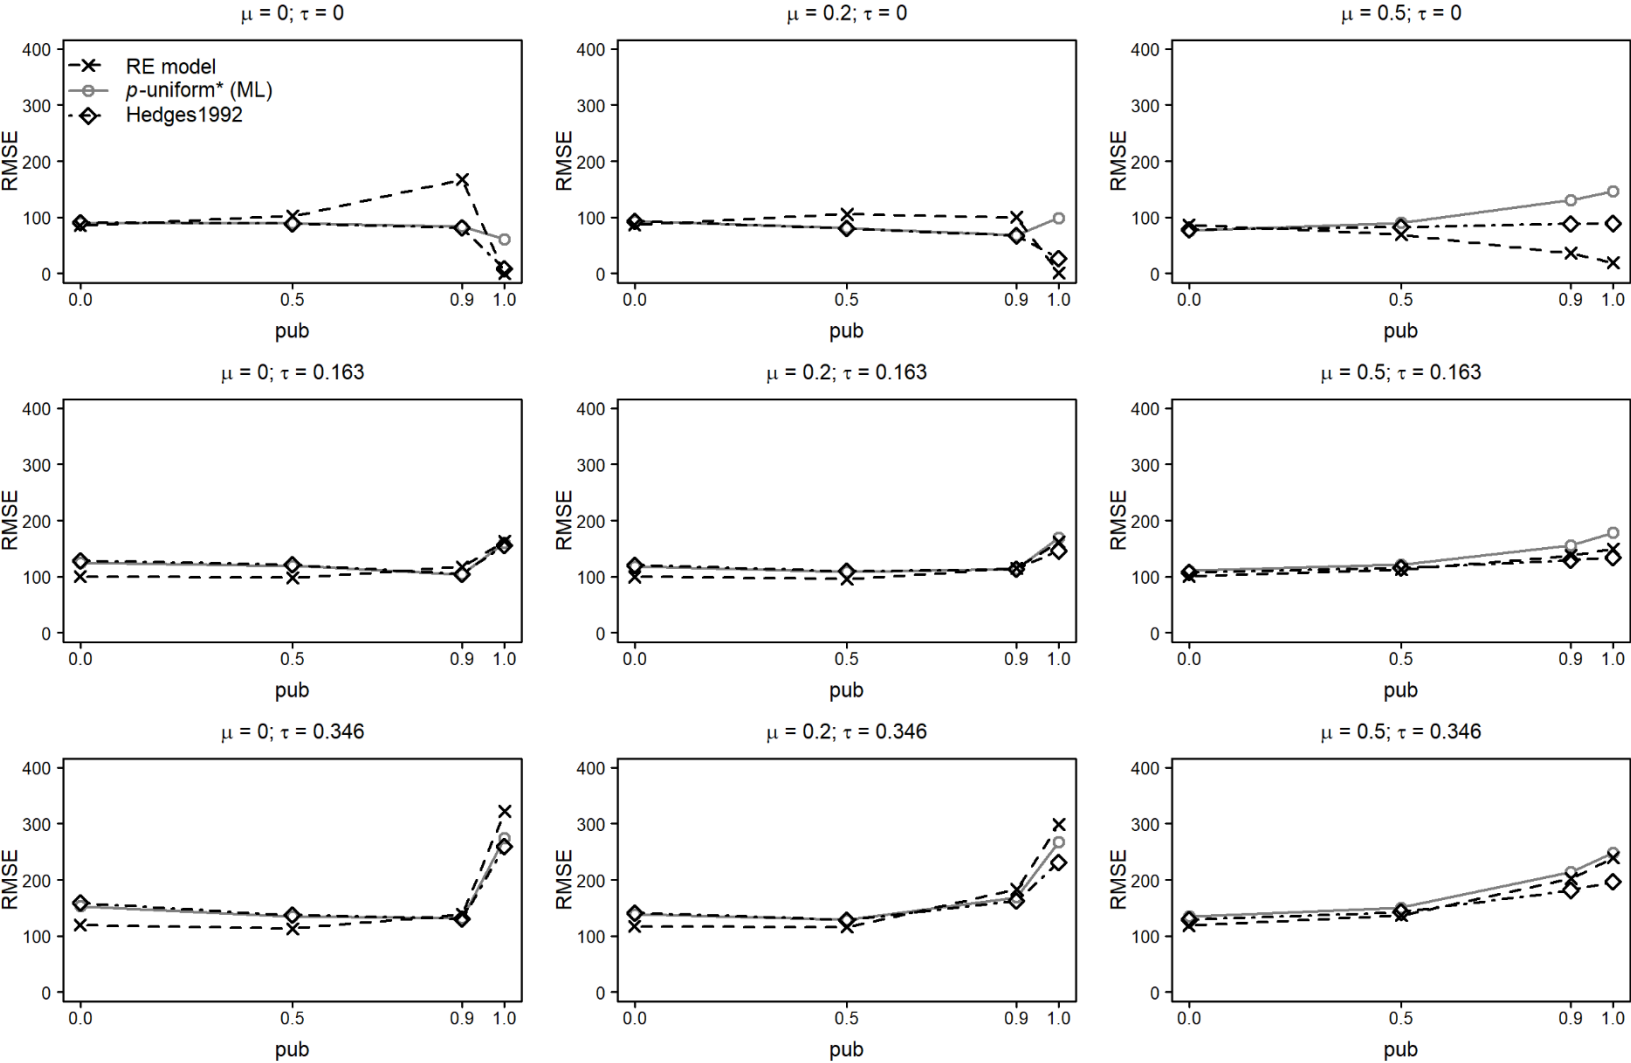 μ = 0; τ = 0
400
300
200
100
0
RMSE
RE model
p-uniform* (ML)
Hedges1992
0.0 0.5 0.9 1.0
pub
μ = 0.2; τ = 0
400
300
200
100
0
RMSE
0.0 0.5 0.9 1.0
pub
μ = 0.5; τ = 0
400
300
200
100
0
RMSE
0.0 0.5 0.9 1.0
pub
μ = 0; τ = 0.163
400
300
200
100
0
RMSE
0.0 0.5 0.9 1.0
pub
μ = 0.2; τ = 0.163
400
300
200
100
0
RMSE
0.0 0.5 0.9 1.0
pub
μ = 0.5; τ = 0.163
400
300
200
100
0
RMSE
0.0 0.5 0.9 1.0
pub
μ = 0; τ = 0.346
400
300
200
100
0
RMSE
0.0 0.5 0.9 1.0
pub
μ = 0.2; τ = 0.346
400
300
200
100
0
RMSE
0.0 0.5 0.9 1.0
pub
μ = 0.5; τ = 0.346
400
300
200
100
0
RMSE
0.0 0.5 0.9 1.0
pub